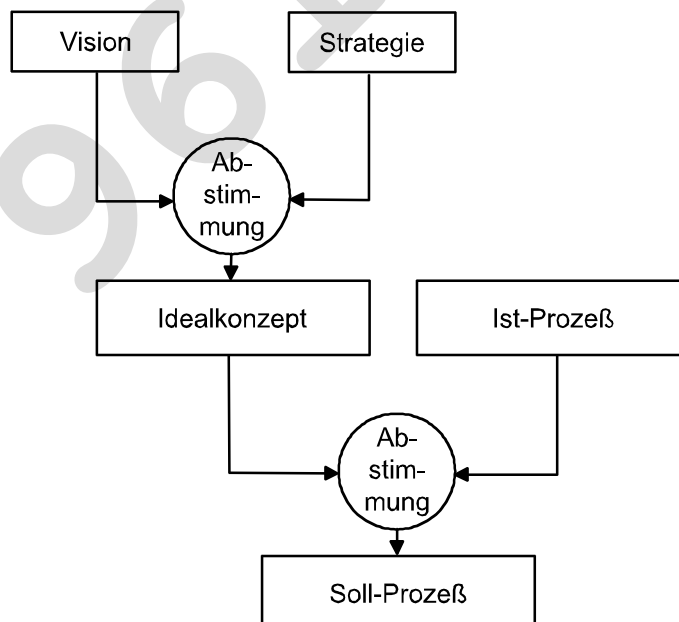 Vision
Strategie
Ab-
stim-
mung
Idealkonzept
Ist-Prozeß
Ab-
stim-
mung
Soll-Prozeß